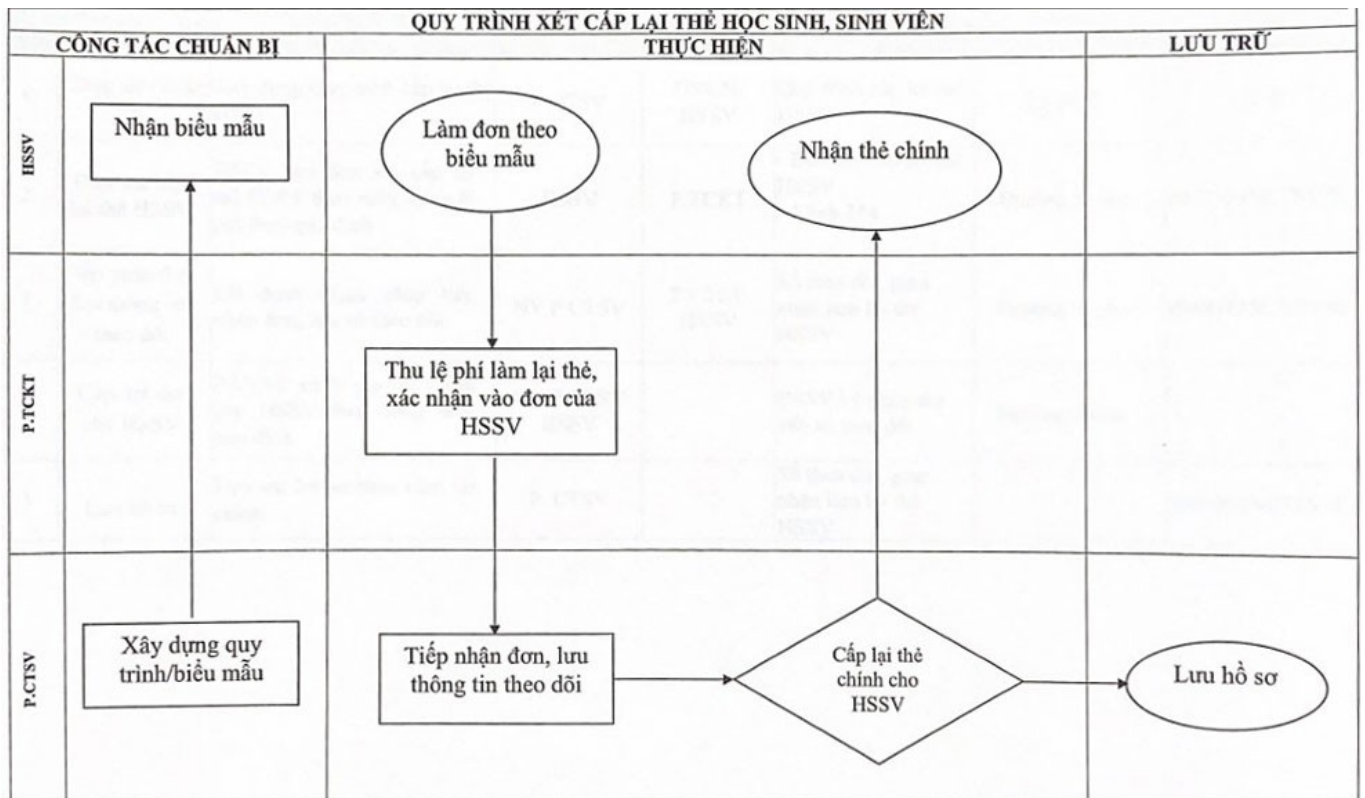 QUY TRÌNH XÉT CẤP LẠI THẺ HỌC SINH, SINH VIÊN
CÔNG TÁC CHUẨN BỊ
THỰC HIỆN
LƯU TRỮ
HSSV
Nhận biểu mẫu
Làm đơn theo
biểu mẫu
Nhận thẻ chính
P.TCKT
Thu lệ phí làm lại thẻ,
xác nhận vào đơn của
HSSV
P.CTSV
Xây dựng quy
trình/biểu mẫu
Tiếp nhận đơn, lưu
thông tin theo dõi
Cấp lại thẻ
chính cho
HSSV
Lưu hồ sơ